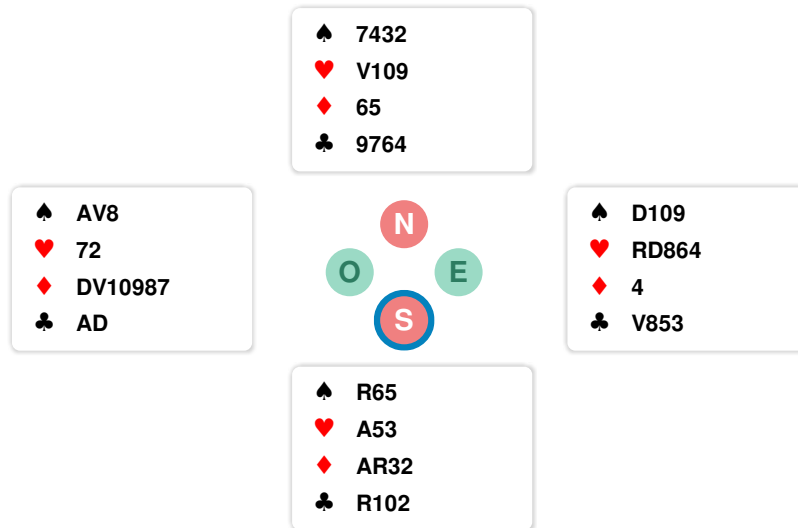 ♠ 7432
♥ V109
♦ 65
♣ 9764
♠ AV8
♥ 72
♦ DV10987
♣ AD
N
O
E
S
♠ D109
♥ RD864
♦ 4
♣ V853
♠ R65
♥ A53
♦ AR32
♣ R102